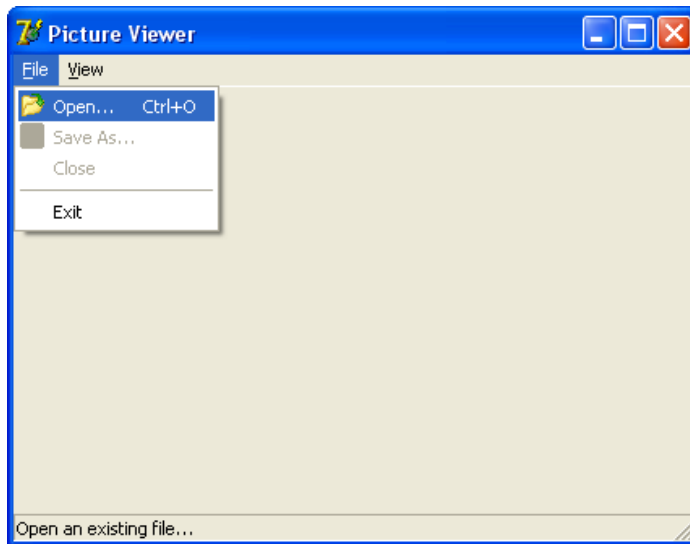 Picture Viewer
File View
Open... Ctrl+O
Save As...
Close
Exit
Open an existing file...